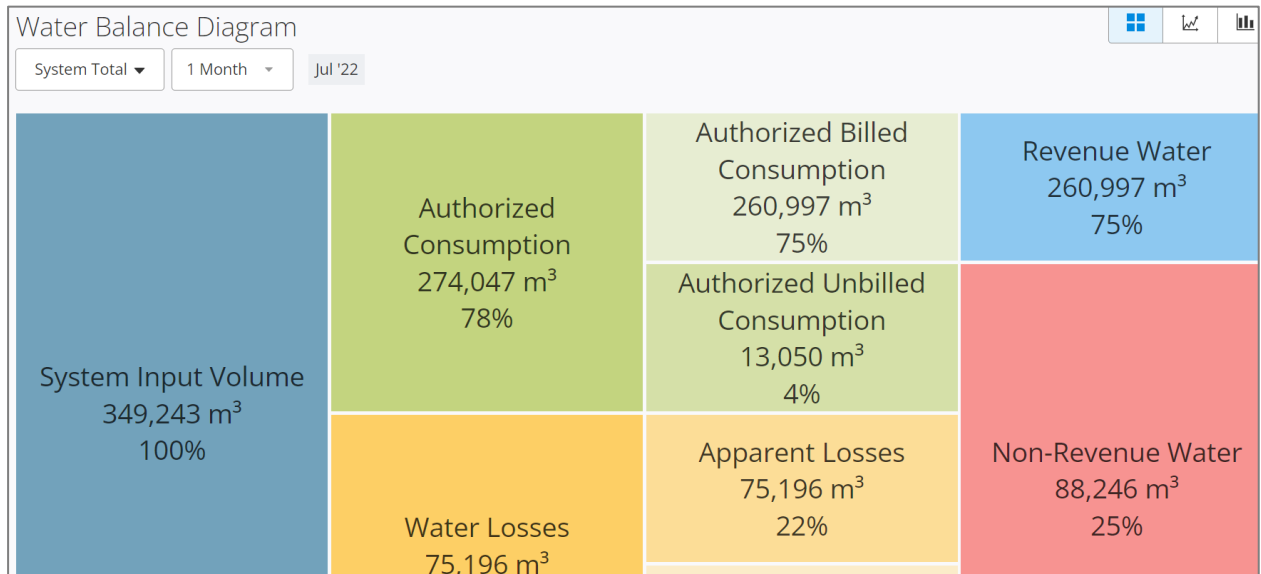 Water Balance Diagram
System Total
1 Month
Jul '22
System Input Volume
349,243 m³
100%
Authorized
Consumption
274,047 m³
78%
Water Losses
75,196 m³
Authorized Billed
Consumption
260,997 m³
75%
Authorized Unbilled
Consumption
13,050 m³
4%
Apparent Losses
75,196 m³
22%
Revenue Water
260,997 m³
75%
Non-Revenue Water
88,246 m³
25%